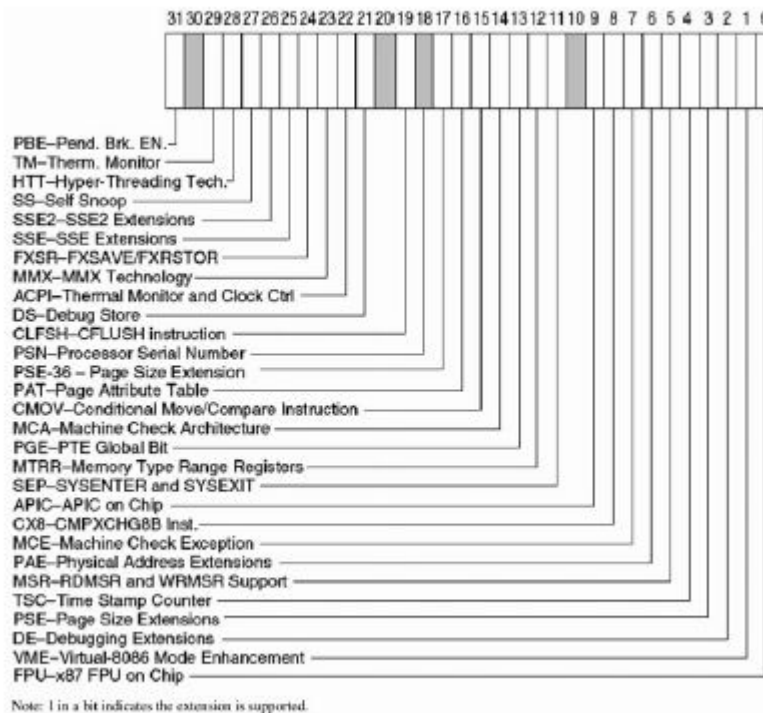 31 30 29 28 27 26 25 24 23 22 21 20 19 18 17 16 15 14 13 12 11 10 9 8 7 6 5 4 3 2 1
PBE–Pend. Brk. EN.
TM–Therm. Monitor
HTT–Hyper-Threading Tech.
SS–Self Snoop
SSE2–SSE2 Extensions
SSE–SSE Extensions
FXSR–FXSAVE/FXRSTOR
MMX–MMX Technology
ACPI–Thermal Monitor and Clock Ctrl
DS–Debug Store
CLFSH–CFLUSH instruction
PSN–Processor Serial Number
PSE-36 – Page Size Extension
PAT–Page Attribute Table
CMOV–Conditional Move/Compare Instruction
MCA–Machine Check Architecture
PGE–PTE Global Bit
MTRR–Memory Type Range Registers
SEP–SYSENTER and SYSEXIT
APIC–APIC on Chip
CX8–CMPXCHG8B Inst.
MCE–Machine Check Exception
PAE–Physical Address Extensions
MSR–RDMSR and WRMSR Support
TSC–Time Stamp Counter
PSE–Page Size Extensions
DE–Debugging Extensions
VME–Virtual-8086 Mode Enhancement
FPU–x87 FPU on Chip
Note: 1 in a bit indicates the extension is supported.